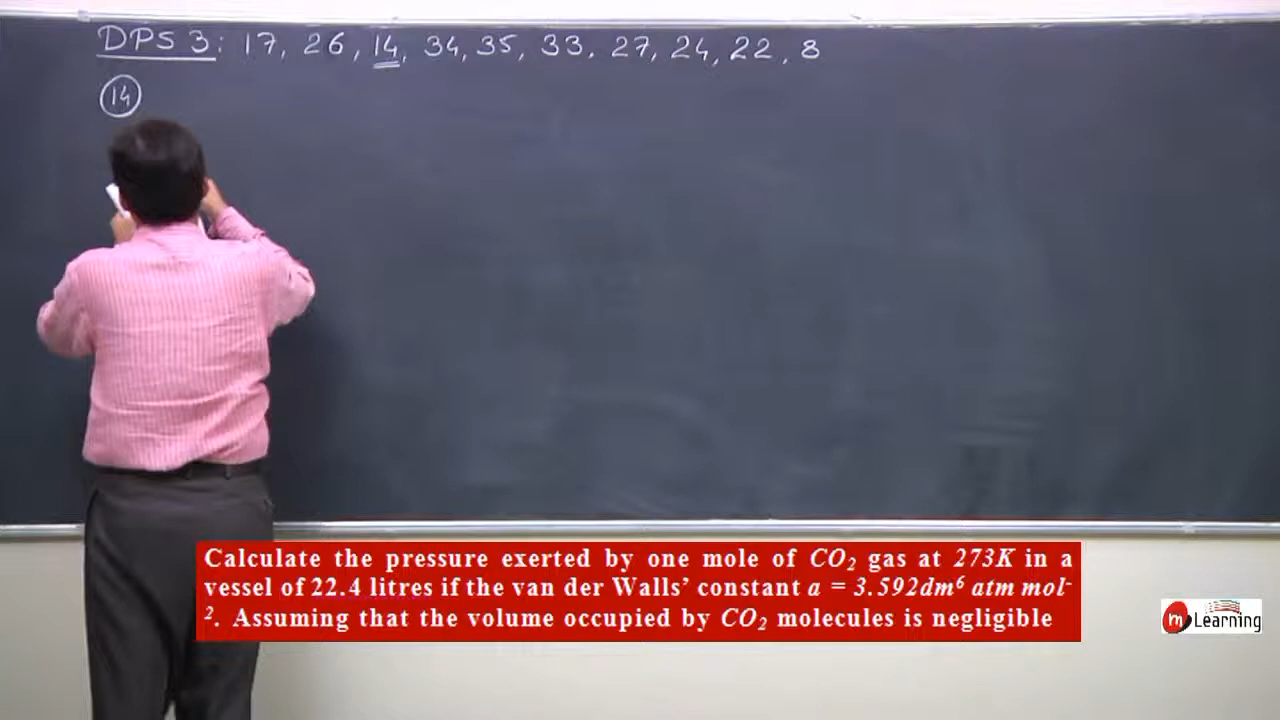 DPS 3: 17, 26, 14, 34, 35, 33, 27, 24, 22, 8
14
Calculate the pressure exerted by one mole of CO₂ gas at 273K in a
vessel of 22.4 litres if the van der Walls' constant a = 3.592dm⁶ atm mol⁻
². Assuming that the volume occupied by CO₂ molecules is negligible
m Learning